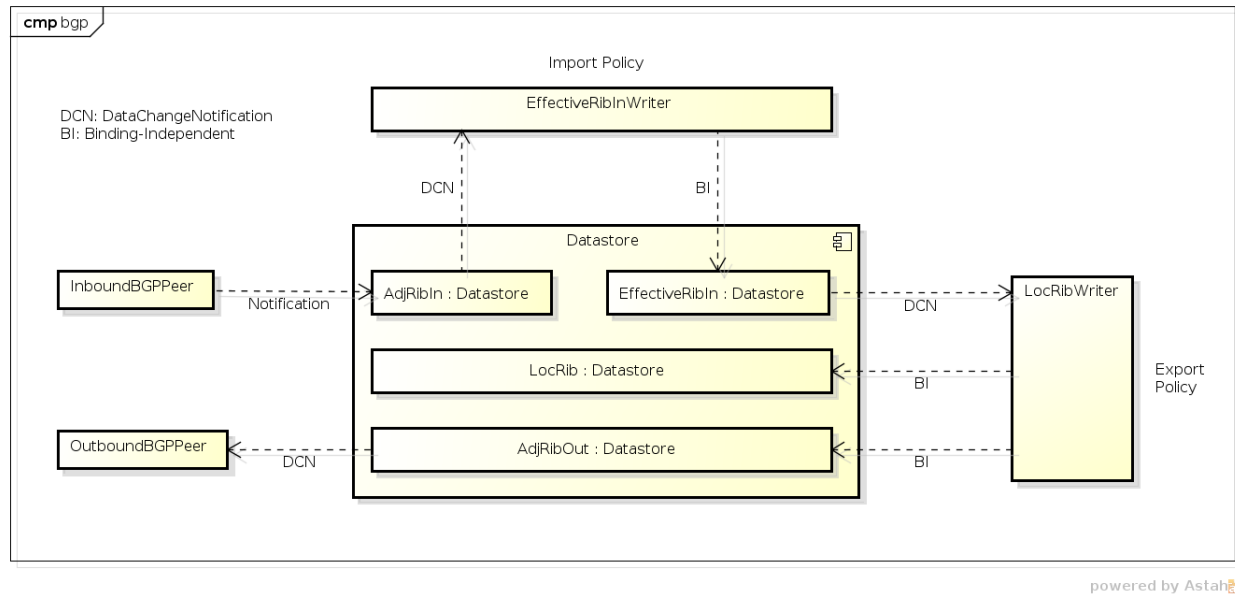 cmp bgp
Import Policy
EffectiveRibInWriter
DCN: DataChangeNotification
BI: Binding-Independent
DCN
BI
Datastore
InboundBGPPeer
Notification
AdjRibIn : Datastore
EffectiveRibIn : Datastore
DCN
LocRibWriter
LocRib : Datastore
BI
Export
Policy
OutboundBGPPeer
DCN
AdjRibOut : Datastore
BI
powered by Astah